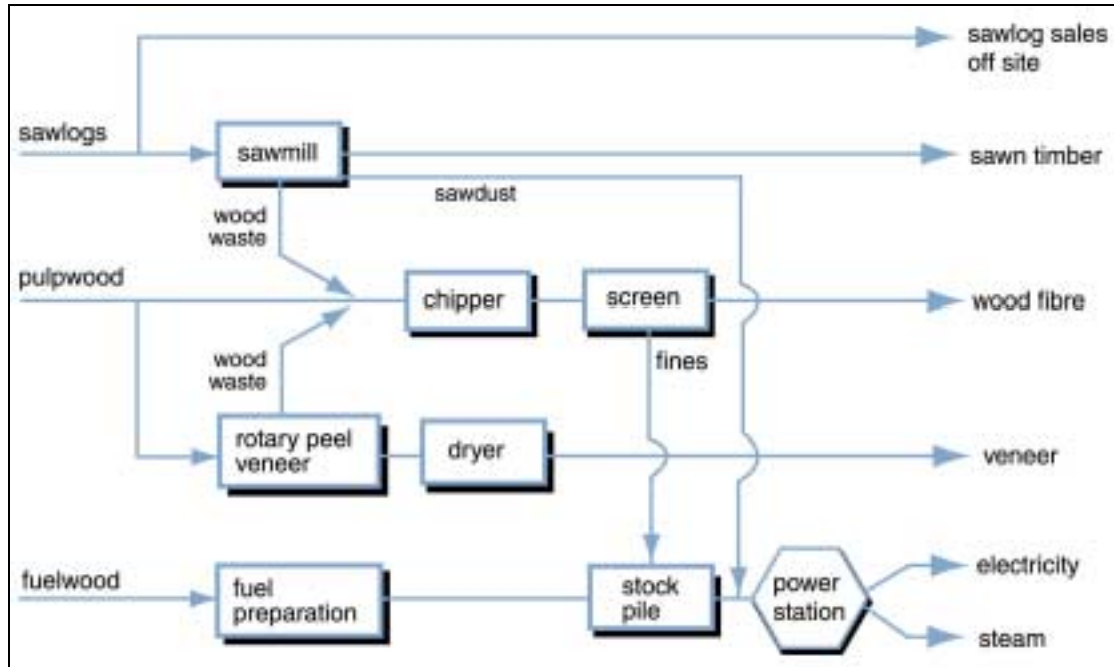 sawlog sales
off site
sawlogs
sawmill
sawn timber
sawdust
wood
waste
pulpwood
chipper
screen
wood fibre
fines
wood
waste
rotary peel
veneer
dryer
veneer
fuelwood
fuel
preparation
stock
pile
power
station
electricity
steam